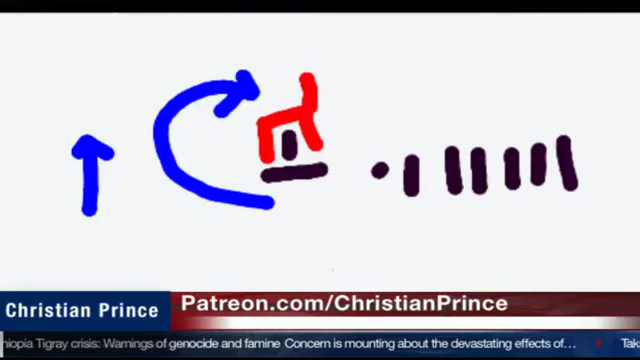 Patreon.com/ChristianPrince
Christian Prince
hiopia Tigray crisis: Warnings of genocide and famine Concern is mounting about the devastating effects of... Tak